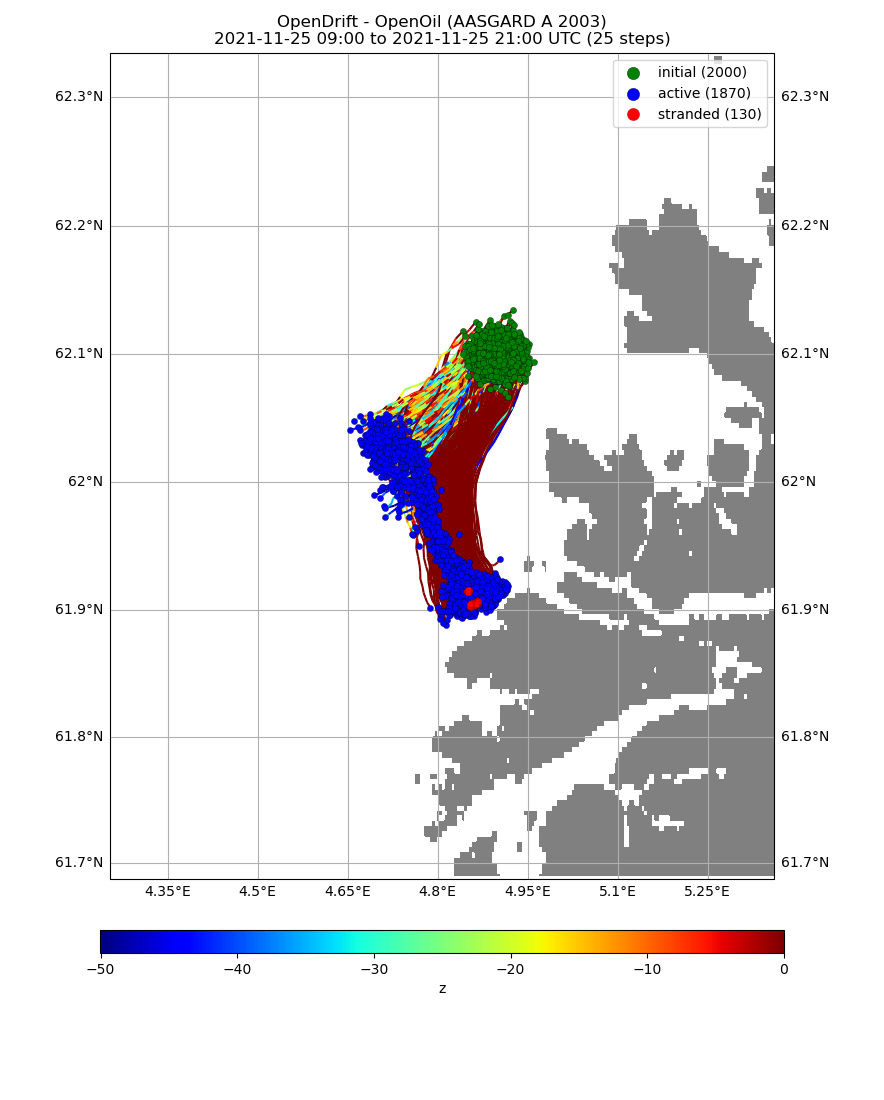 OpenDrift - OpenOil (AASGARD A 2003)
2021-11-25 09:00 to 2021-11-25 21:00 UTC (25 steps)
initial (2000)
active (1870)
stranded (130)
62.3°N 62.3°N
62.2°N 62.2°N
62.1°N 62.1°N
62°N 62°N
61.9°N 61.9°N
61.8°N 61.8°N
61.7°N 61.7°N
4.35°E 4.5°E 4.65°E 4.8°E 4.95°E 5.1°E 5.25°E
−50 −40 −30 −20 −10 0
z